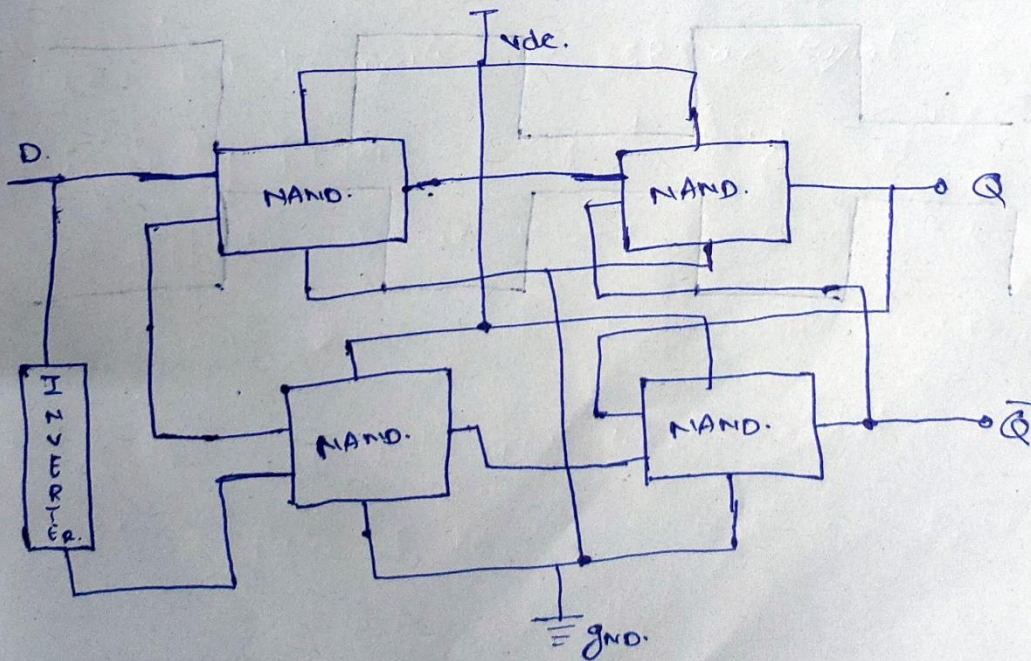 vdc.
D.
NAND.
NAND.
Q
INVERTER.
NAND.
NAND.
Q̅
GND.